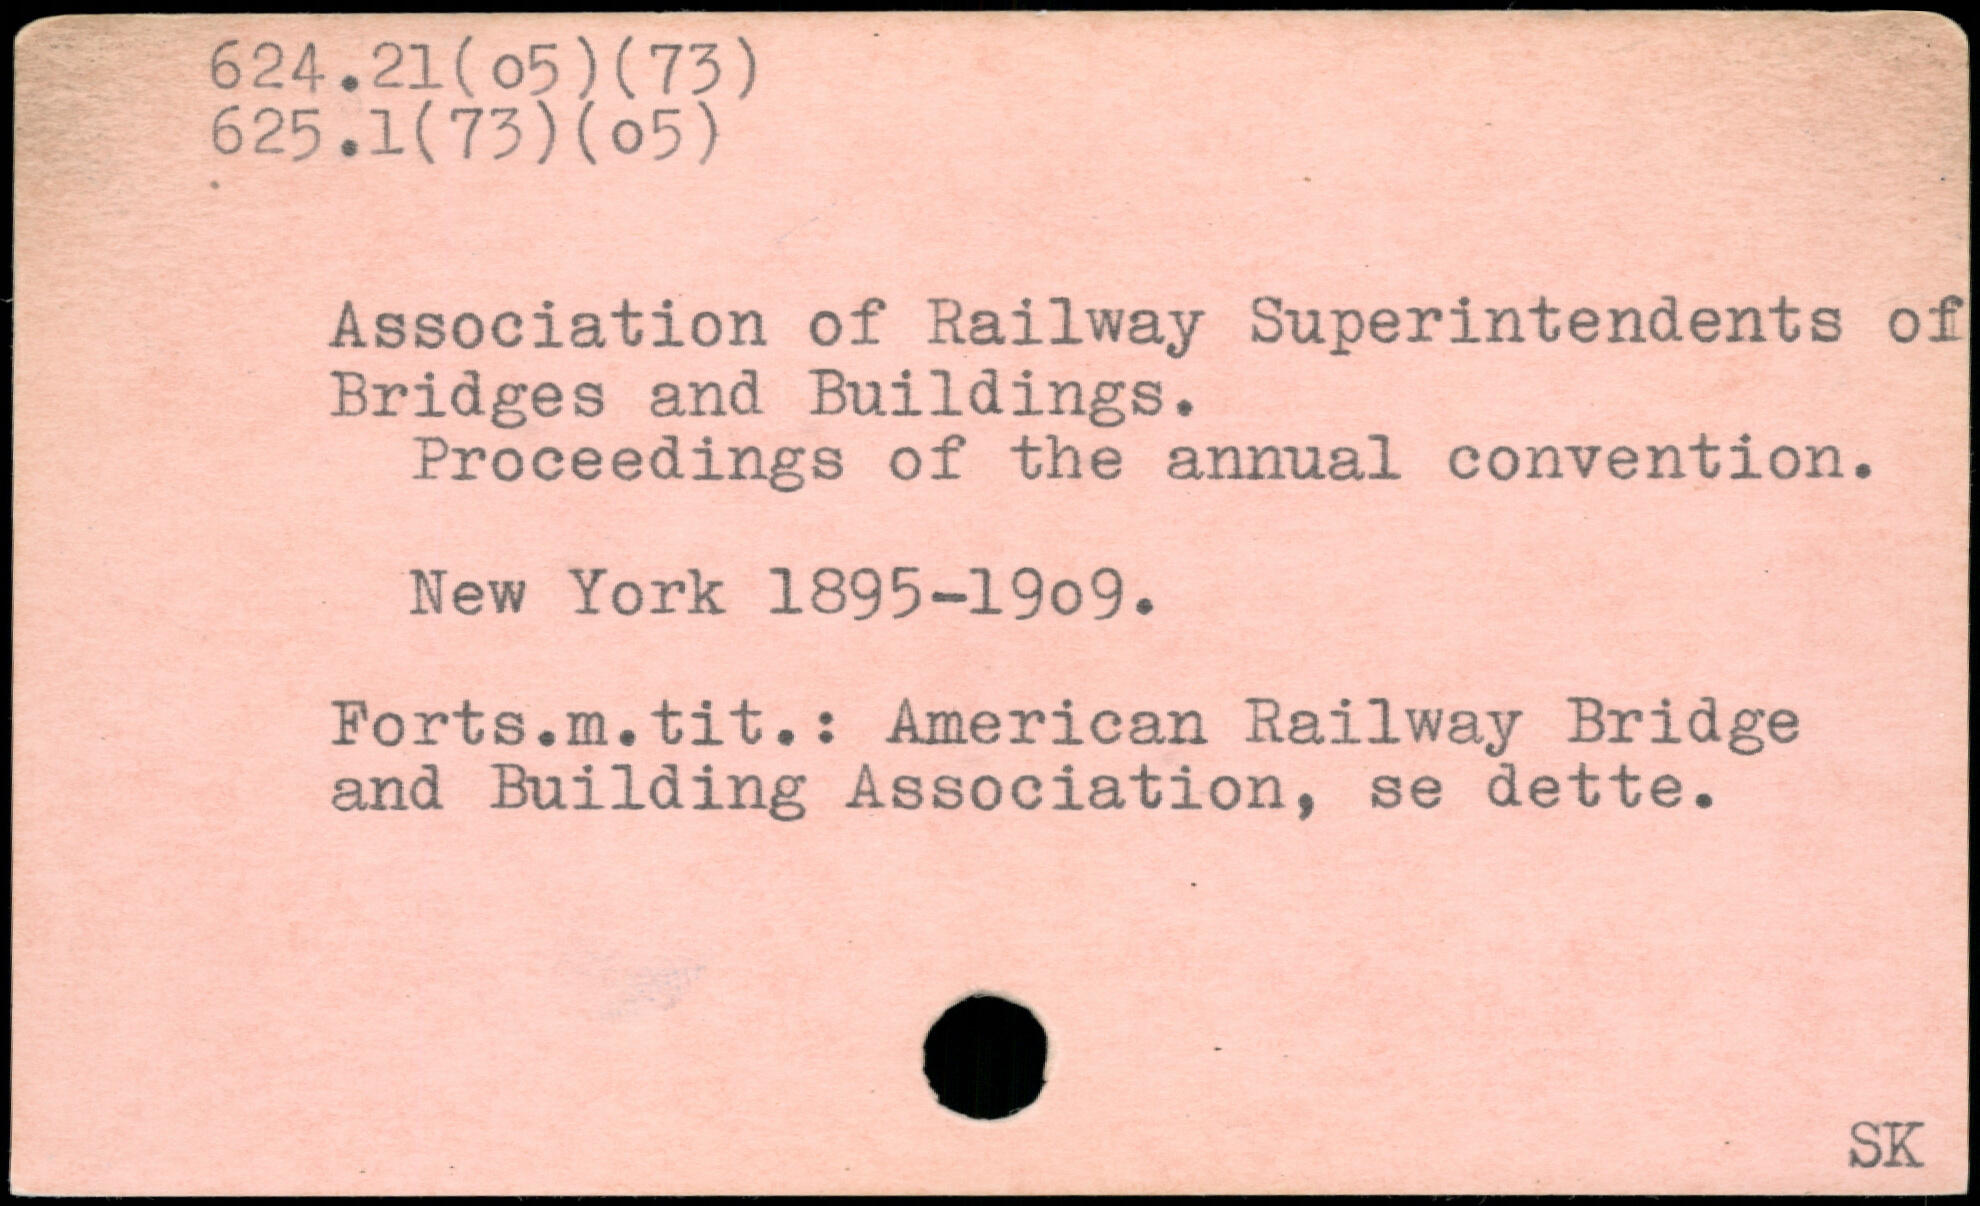 624.21(o5)(73)
625.1(73)(o5)
Association of Railway Superintendents of
Bridges and Buildings.
Proceedings of the annual convention.
New York 1895-19o9.
Forts.m.tit.: American Railway Bridge
and Building Association, se dette.
SK